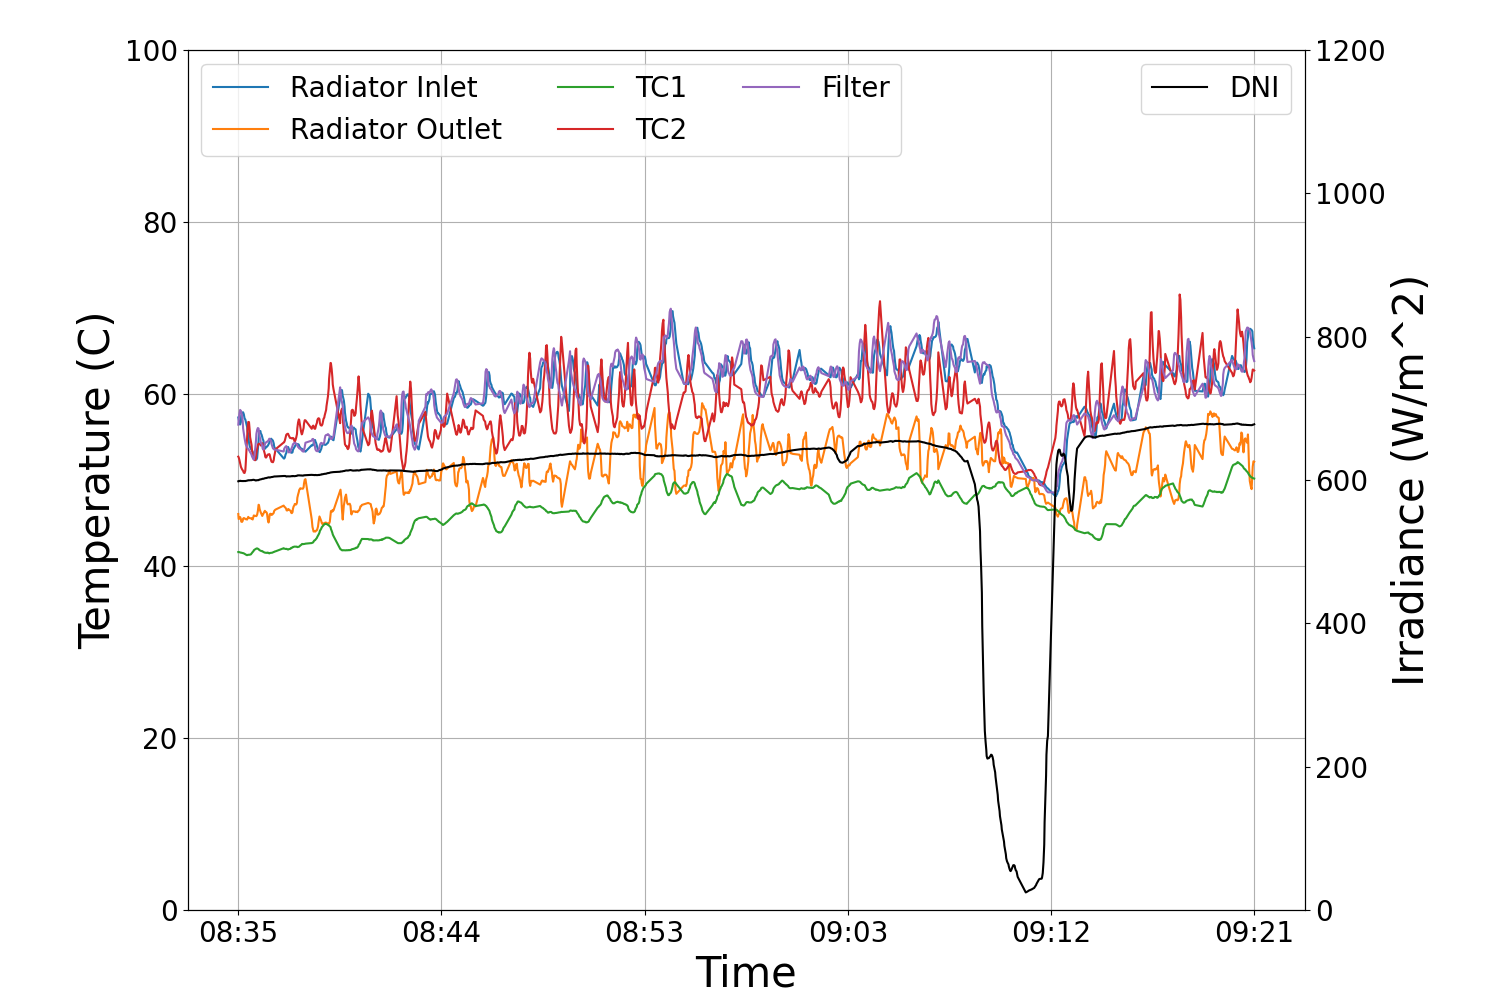 100
80
60
40
20
0
Temperature (C)
Radiator Inlet
Radiator Outlet
TC1
TC2
Filter
DNI
1200
1000
800
600
400
200
0
Irradiance (W/m^2)
08:35
08:44
08:53
09:03
09:12
09:21
Time